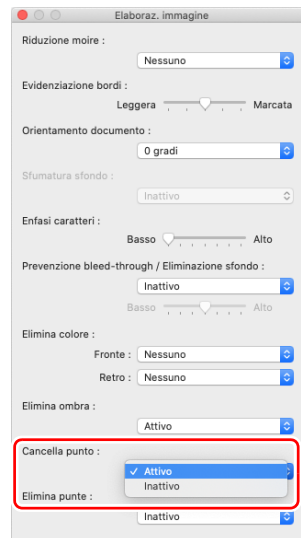 Elaboraz. immagine
Riduzione moire :
Nessuno
Evidenziazione bordi :
Leggera Marcata
Orientamento documento :
0 gradi
Sfumatura sfondo :
Inattivo
Enfasi caratteri :
Basso Alto
Prevenzione bleed-through / Eliminazione sfondo :
Inattivo
Basso Alto
Elimina colore :
Fronte : Nessuno
Retro : Nessuno
Elimina ombra :
Attivo
Cancella punto :
✓ Attivo
Inattivo
Elimina punte :
Inattivo